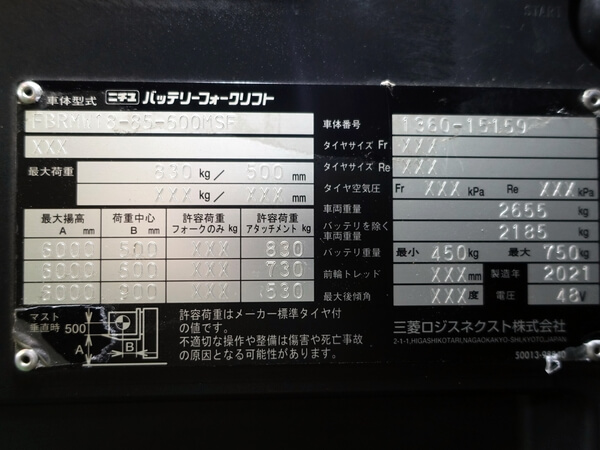 START
車体型式 ニチユ バッテリーフォークリフト
車体番号 1360-15159
XXX
タイヤサイズ Fr XXX
最大荷重 830 kg / 500 mm
タイヤサイズ Re XXX
XXX kg / XXX mm
タイヤ空気圧 Fr XXX kPa Re XXX kPa
車両重量 2655 kg
バッテリを除く車両重量 2185 kg
バッテリ重量 最小 450 kg 最大 750 kg
前輪トレッド XXX mm 製造年 2021
最大後傾角 XXX 度 電圧 48V
最大揚高 A mm 荷重中心 B mm 許容荷重 フォークのみ kg 許容荷重 アタッチメント kg
6000 500 XXX 830
6000 XXX 730
6000 XXX 630
マスト垂直時 500
A
B
許容荷重はメーカー標準タイヤ付
の値です。
不適切な操作や整備は傷害や死亡事故
の原因となる可能性があります。
三菱ロジスネクスト株式会社
2-1-1,HIGASHIKOTARI,NAGAOKAKYO-SHI,KYOTO,JAPAN
B